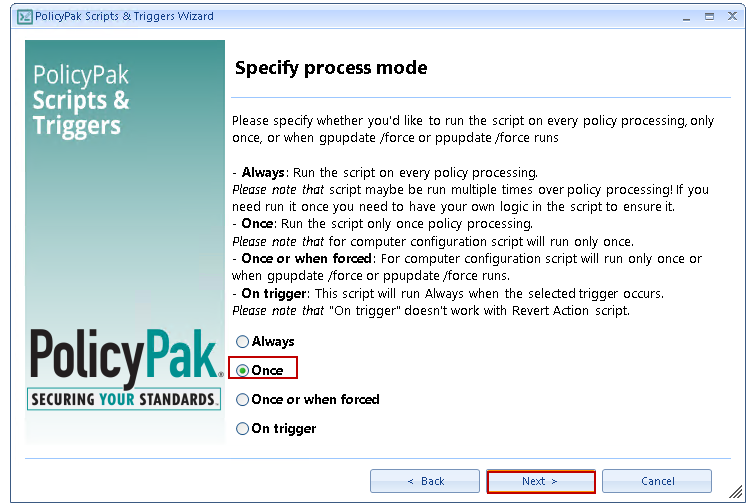 PolicyPak Scripts & Triggers Wizard
PolicyPak
Scripts &
Triggers
Specify process mode
Please specify whether you'd like to run the script on every policy processing, only
once, or when gpupdate /force or ppupdate /force runs
- Always: Run the script on every policy processing.
Please note that script maybe be run multiple times over policy processing! If you
need run it once you need to have your own logic in the script to ensure it.
- Once: Run the script only once policy processing.
Please note that for computer configuration script will run only once.
- Once or when forced: For computer configuration script will run only once or
when gpupdate /force or ppupdate /force runs.
- On trigger: This script will run Always when the selected trigger occurs.
Please note that "On trigger" doesn't work with Revert Action script.
Always
Once
Once or when forced
On trigger
PolicyPak®
SECURING YOUR STANDARDS™
< Back
Next >
Cancel